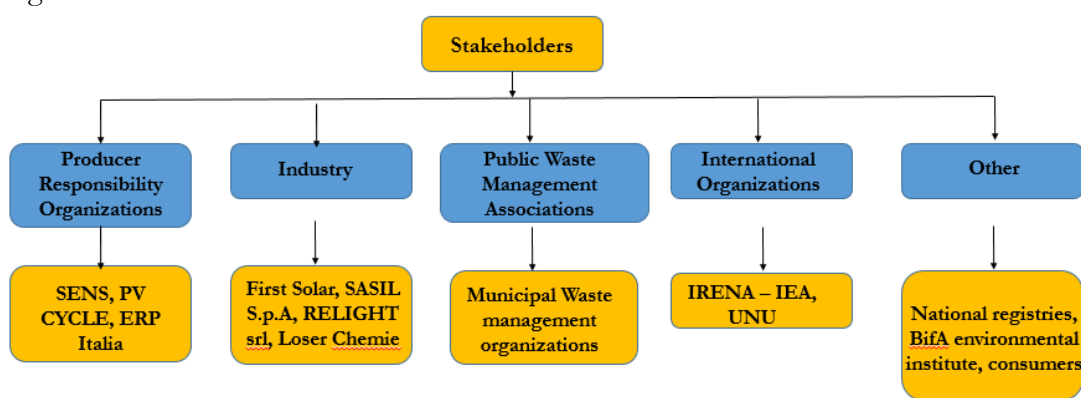 Stakeholders
Producer
Responsibility
Organizations
Industry
Public Waste
Management
Associations
International
Organizations
Other
SENS, PV
CYCLE, ERP
Italia
First Solar, SASIL
S.p.A, RELIGHT
srl, Loser Chemie
Municipal Waste
management
organizations
IRENA – IEA,
UNU
National registries,
BifA environmental
institute, consumers